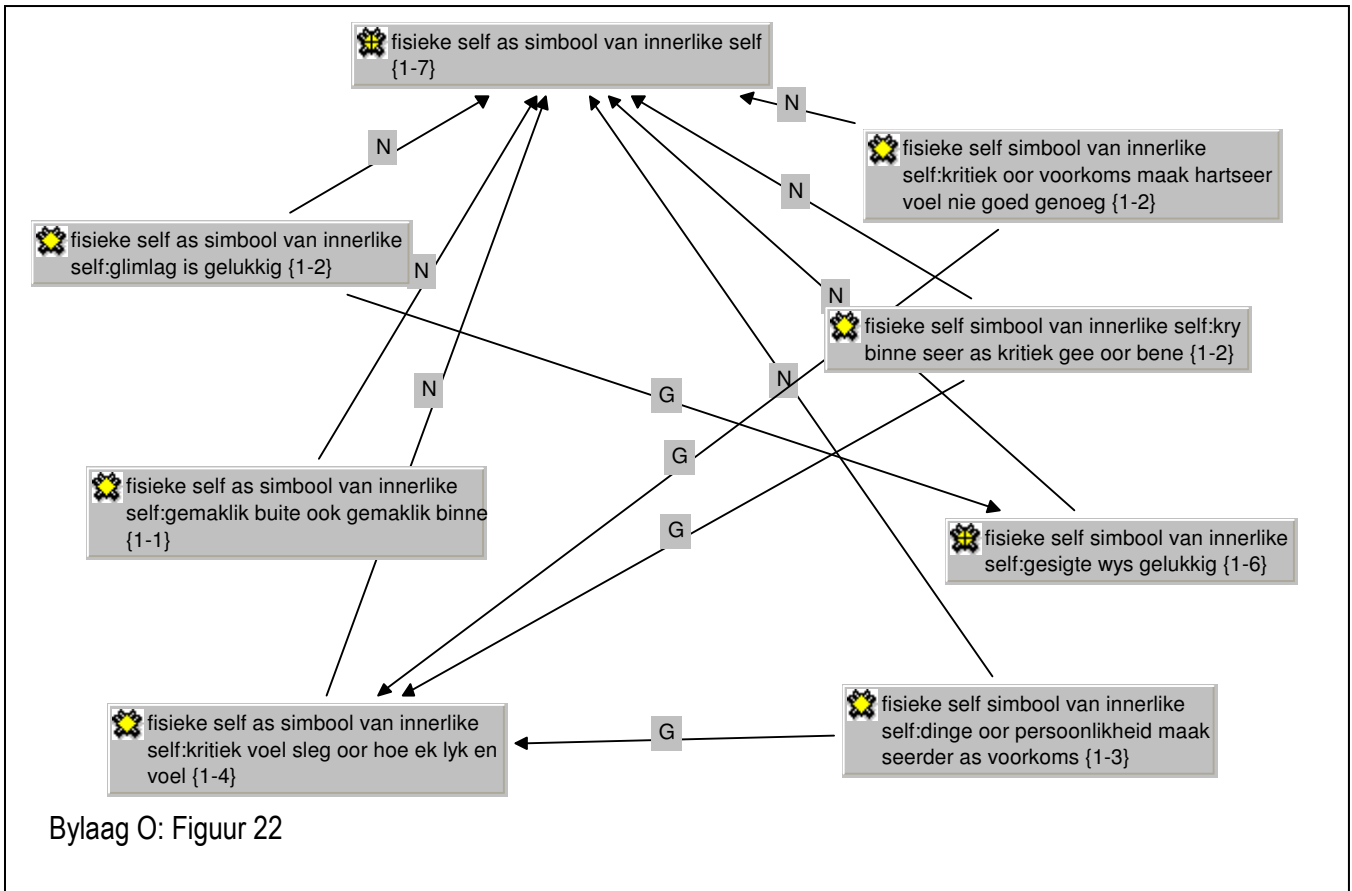 fisieke self as simbool van innerlike self
{1-7}
N
fisieke self simbool van innerlike
self:kritiek oor voorkoms maak hartseer
voel nie goed genoeg {1-2}
N
N
fisieke self as simbool van innerlike
self:glimlag is gelukkig {1-2}
N
N
fisieke self simbool van innerlike self:kry
binne seer as kritiek gee oor bene {1-2}
N
N
G
G
fisieke self as simbool van innerlike
self:gemaklik buite ook gemaklik binne
{1-1}
G
fisieke self simbool van innerlike
self:gesigte wys gelukkig {1-6}
fisieke self as simbool van innerlike
self:kritiek voel sleg oor hoe ek lyk en
voel {1-4}
G
fisieke self simbool van innerlike
self:dinge oor persoonlikheid maak
seerder as voorkoms {1-3}
Bylaag O: Figuur 22